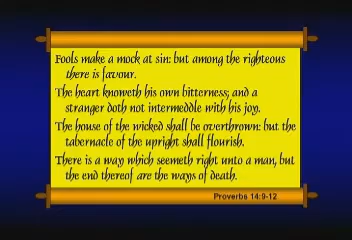 Fools make a mock at sin: but among the righteous
there is favour.
The heart knoweth his own bitterness; and a
stranger doth not intermeddle with his joy.
The house of the wicked shall be overthrown: but the
tabernacle of the upright shall flourish.
There is a way which seemeth right unto a man, but
the end thereof are the ways of death.
Proverbs 14:9-12